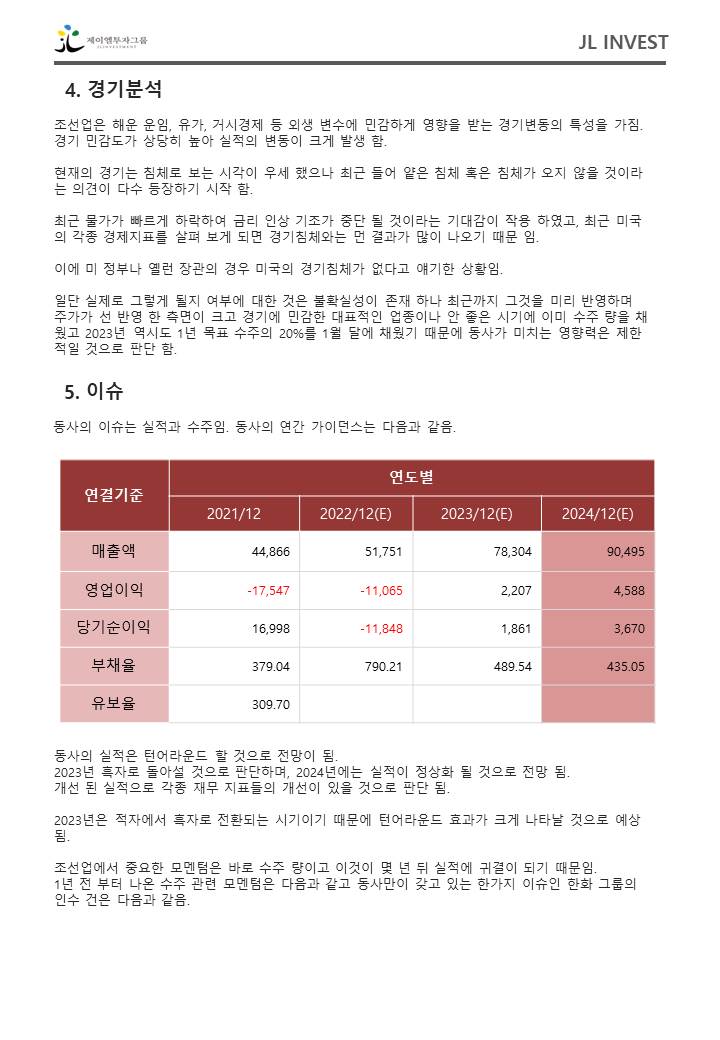 제이엘투자그룹
JLINVESTMENT
JL INVEST
4. 경기분석
조선업은 해운 운임, 유가, 거시경제 등 외생 변수에 민감하게 영향을 받는 경기변동의 특성을 가짐.
경기 민감도가 상당히 높아 실적의 변동이 크게 발생 함.
현재의 경기는 침체로 보는 시각이 우세 했으나 최근 들어 얕은 침체 혹은 침체가 오지 않을 것이라
는 의견이 다수 등장하기 시작 함.
최근 물가가 빠르게 하락하여 금리 인상 기조가 중단 될 것이라는 기대감이 작용 하였고, 최근 미국
의 각종 경제지표를 살펴 보게 되면 경기침체와는 먼 결과가 많이 나오기 때문 임.
이에 미 정부나 옐런 장관의 경우 미국의 경기침체가 없다고 얘기한 상황임.
일단 실제로 그렇게 될지 여부에 대한 것은 불확실성이 존재 하나 최근까지 그것을 미리 반영하며
주가가 선 반영 한 측면이 크고 경기에 민감한 대표적인 업종이나 안 좋은 시기에 이미 수주 량을 채
웠고 2023년 역시도 1년 목표 수주의 20%를 1월 달에 채웠기 때문에 동사가 미치는 영향력은 제한
적일 것으로 판단 함.
5. 이슈
동사의 이슈는 실적과 수주임. 동사의 연간 가이던스는 다음과 같음.
연결기준 연도별
2021/12 2022/12(E) 2023/12(E) 2024/12(E)
매출액 44,866 51,751 78,304 90,495
영업이익 -17,547 -11,065 2,207 4,588
당기순이익 16,998 -11,848 1,861 3,670
부채율 379.04 790.21 489.54 435.05
유보율 309.70
동사의 실적은 턴어라운드 할 것으로 전망이 됨.
2023년 흑자로 돌아설 것으로 판단하며, 2024년에는 실적이 정상화 될 것으로 전망 됨.
개선 된 실적으로 각종 재무 지표들의 개선이 있을 것으로 판단 됨.
2023년은 적자에서 흑자로 전환되는 시기이기 때문에 턴어라운드 효과가 크게 나타날 것으로 예상
됨.
조선업에서 중요한 모멘텀은 바로 수주 량이고 이것이 몇 년 뒤 실적에 귀결이 되기 때문임.
1년 전 부터 나온 수주 관련 모멘텀은 다음과 같고 동사만이 갖고 있는 한가지 이슈인 한화 그룹의
인수 건은 다음과 같음.